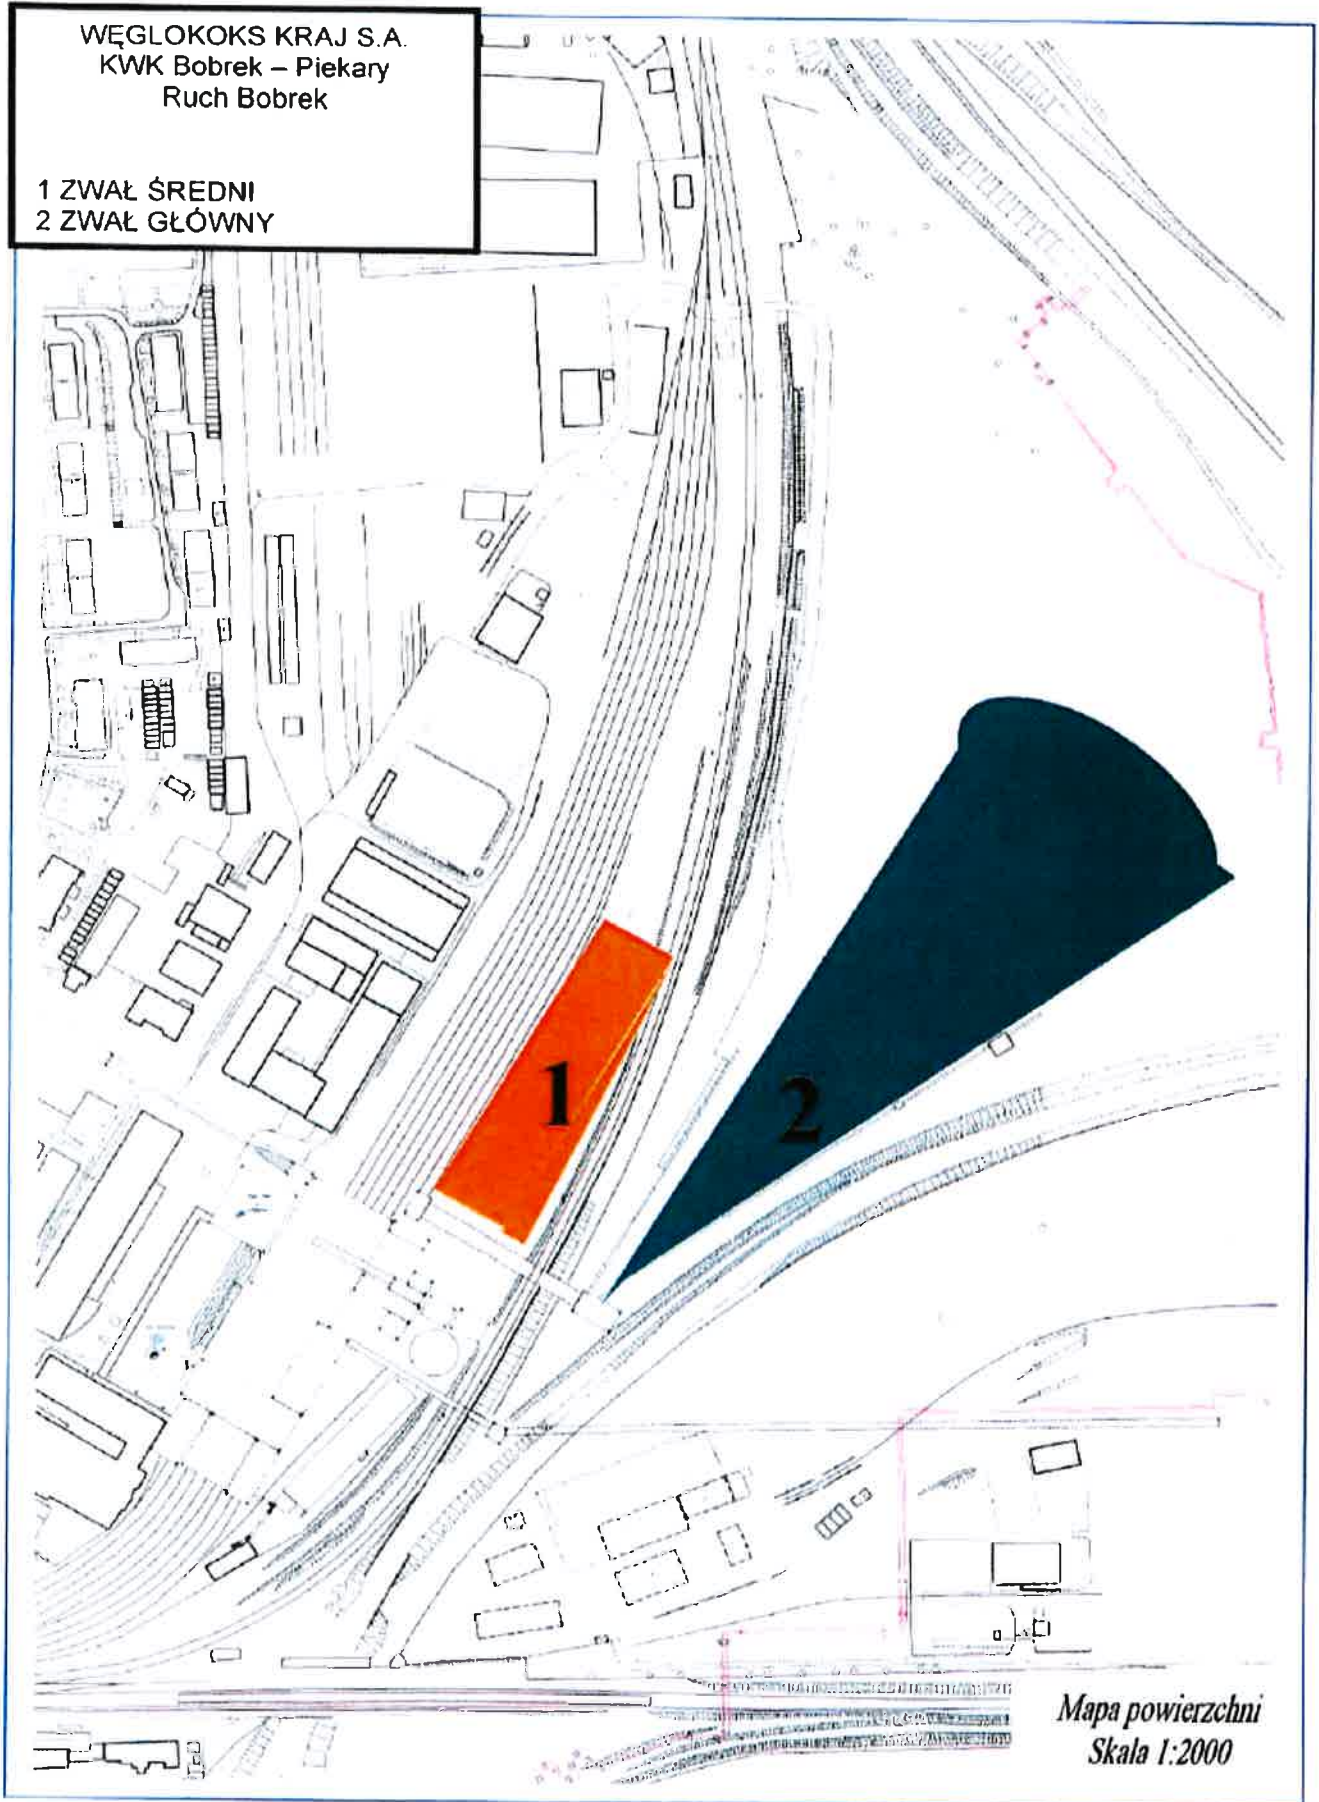 WĘGLOKOKS KRAJ S.A.
KWK Bobrek – Piekary
Ruch Bobrek
1 ZWAŁ ŚREDNI
2 ZWAŁ GŁÓWNY
1
2
Mapa powierzchni
Skala 1:2000